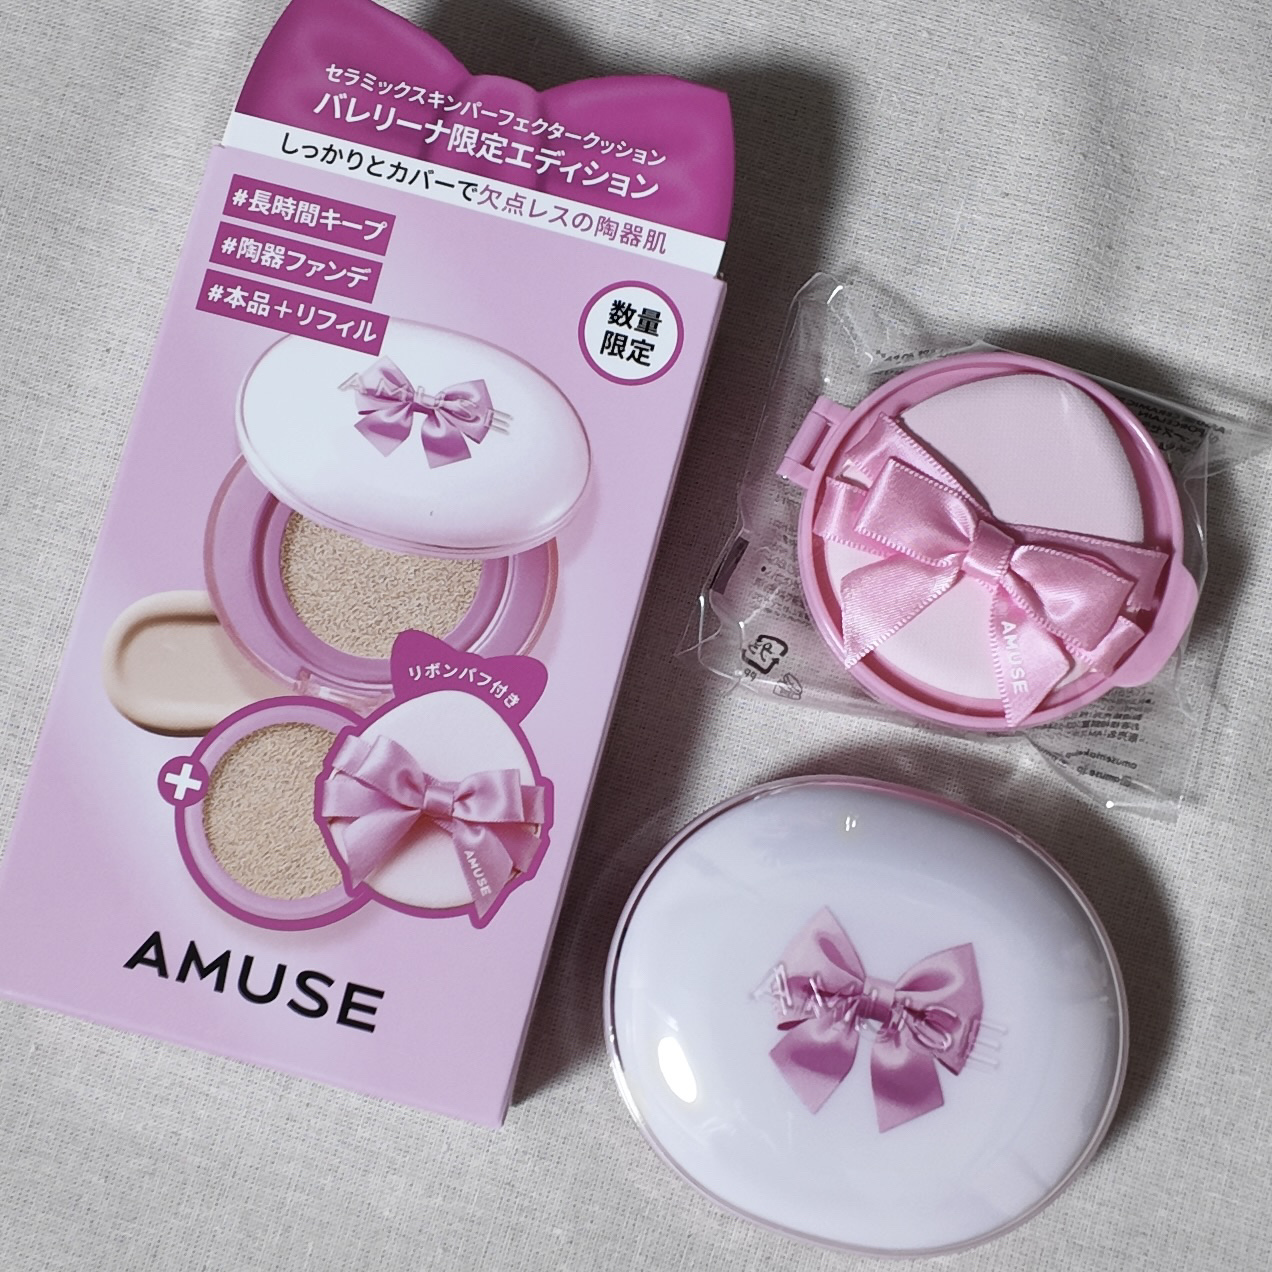 セラミックスキンパーフェクタークッション
バレリーナ限定エディション
しっかりとカバーで欠点レスの陶器肌
#長時間キープ
#陶器ファンデ
#本品＋リフィル
数量
限定
AMUSE
リボンパフ付き
+
AMUSE
AMUSE
AMUSE
AMUSE